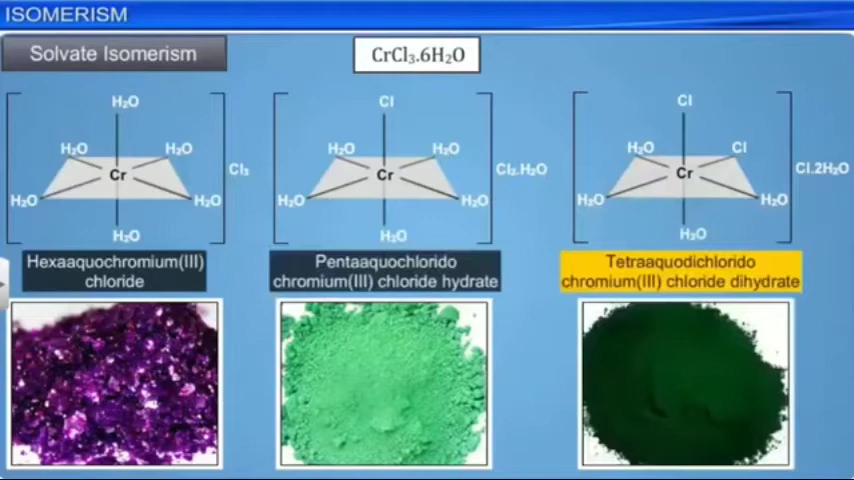 ISOMERISM
Solvate Isomerism
CrCl₃.6H₂O
H₂O
H₂O H₂O
Cr
H₂O H₂O
H₂O
Cl₃
Cl
H₂O H₂O
Cr
H₂O H₂O
H₂O
Cl₂.H₂O
Cl
H₂O Cl
Cr
H₂O H₂O
H₂O
Cl.2H₂O
Hexaaquochromium(III)
chloride
Pentaaquochlorido
chromium(III) chloride hydrate
Tetraaquodichlorido
chromium(III) chloride dihydrate